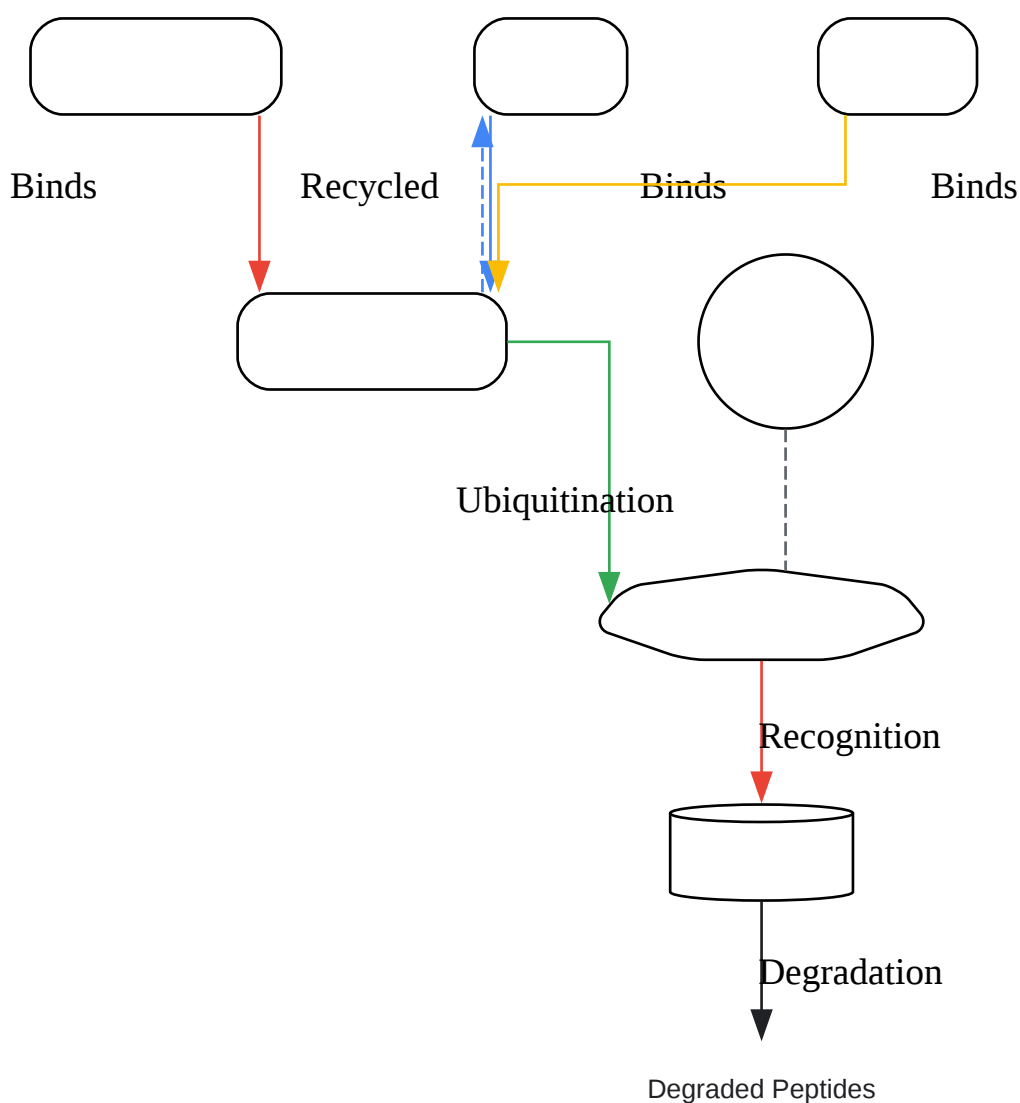 Binds
Recycled
Binds
Binds
Ubiquitination
Recognition
Degradation
Degraded Peptides